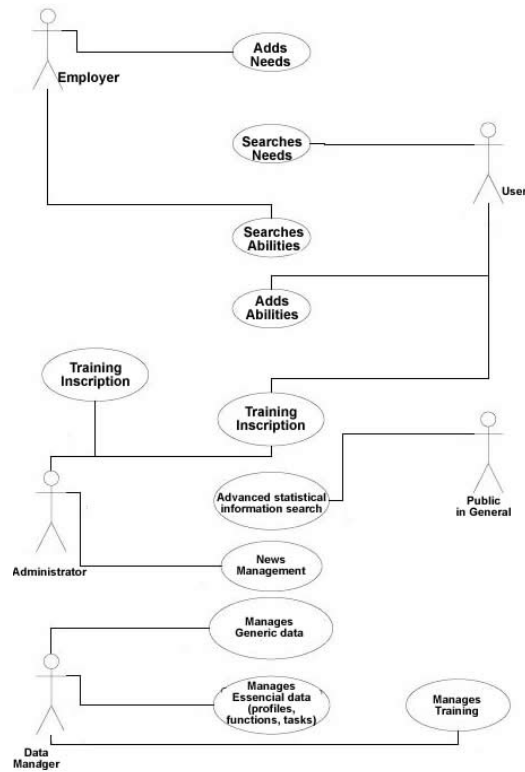 Adds
Needs
Employer
Searches
Needs
User
Searches
Abilities
Adds
Abilities
Training
Inscription
Training
Inscription
Advanced statistical
information search
Public
in General
Administrator
News
Management
Manages
Generic data
Manages
Essencial data
(profiles,
functions, tasks)
Manages
Training
Data
Manager